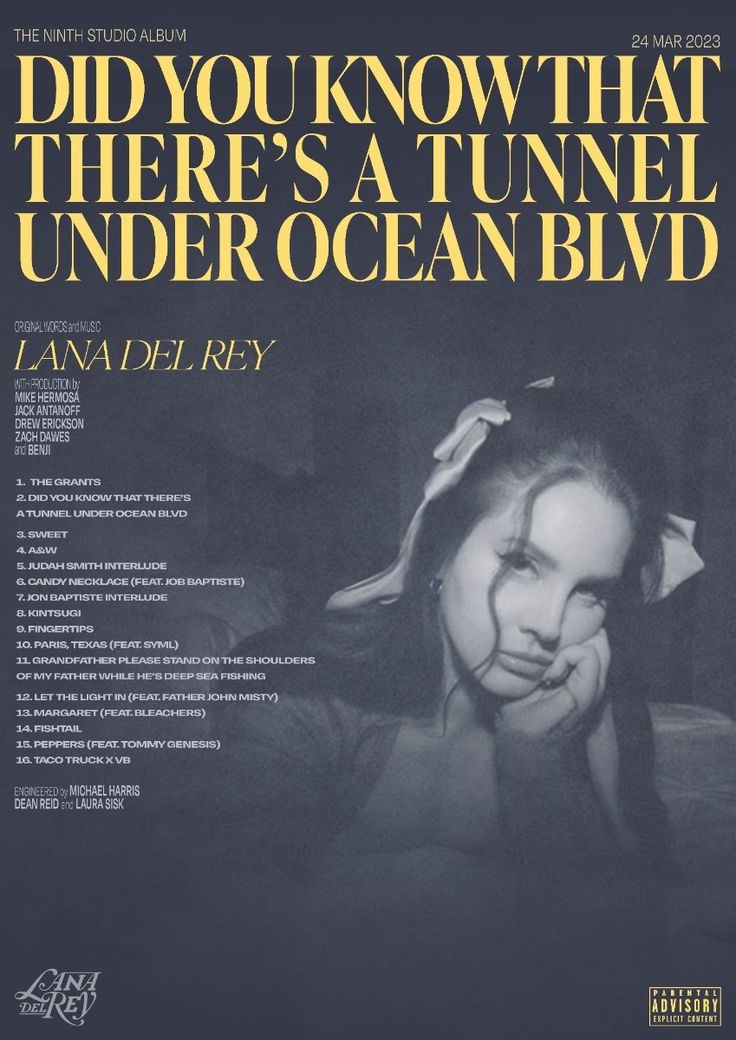 THE NINTH STUDIO ALBUM
24 MAR 2023
DID YOU KNOW THAT
THERE'S A TUNNEL
UNDER OCEAN BLVD
ORIGINAL WORDS and MUSIC
LANA DEL REY
WITH PRODUCTION by
MIKE HERMOSA
JACK ANTANOFF
DREW ERICKSON
ZACH DAWES
and BENJI
1. THE GRANTS
2. DID YOU KNOW THAT THERE'S
A TUNNEL UNDER OCEAN BLVD
3. SWEET
4. A&W
5. JUDAH SMITH INTERLUDE
6. CANDY NECKLACE (FEAT. JOB BAPTISTE)
7. JON BAPTISTE INTERLUDE
8. KINTSUGI
9. FINGERTIPS
10. PARIS, TEXAS (FEAT. SYML)
11. GRANDFATHER PLEASE STAND ON THE SHOULDERS
OF MY FATHER WHILE HE'S DEEP SEA FISHING
12. LET THE LIGHT IN (FEAT. FATHER JOHN MISTY)
13. MARGARET (FEAT. BLEACHERS)
14. FISHTAIL
15. PEPPERS (FEAT. TOMMY GENESIS)
16. TACO TRUCK X VB
ENGINEERED by MICHAEL HARRIS
DEAN REID and LAURA SISK
LANA
DEL REY
PARENTAL
ADVISORY
EXPLICIT CONTENT